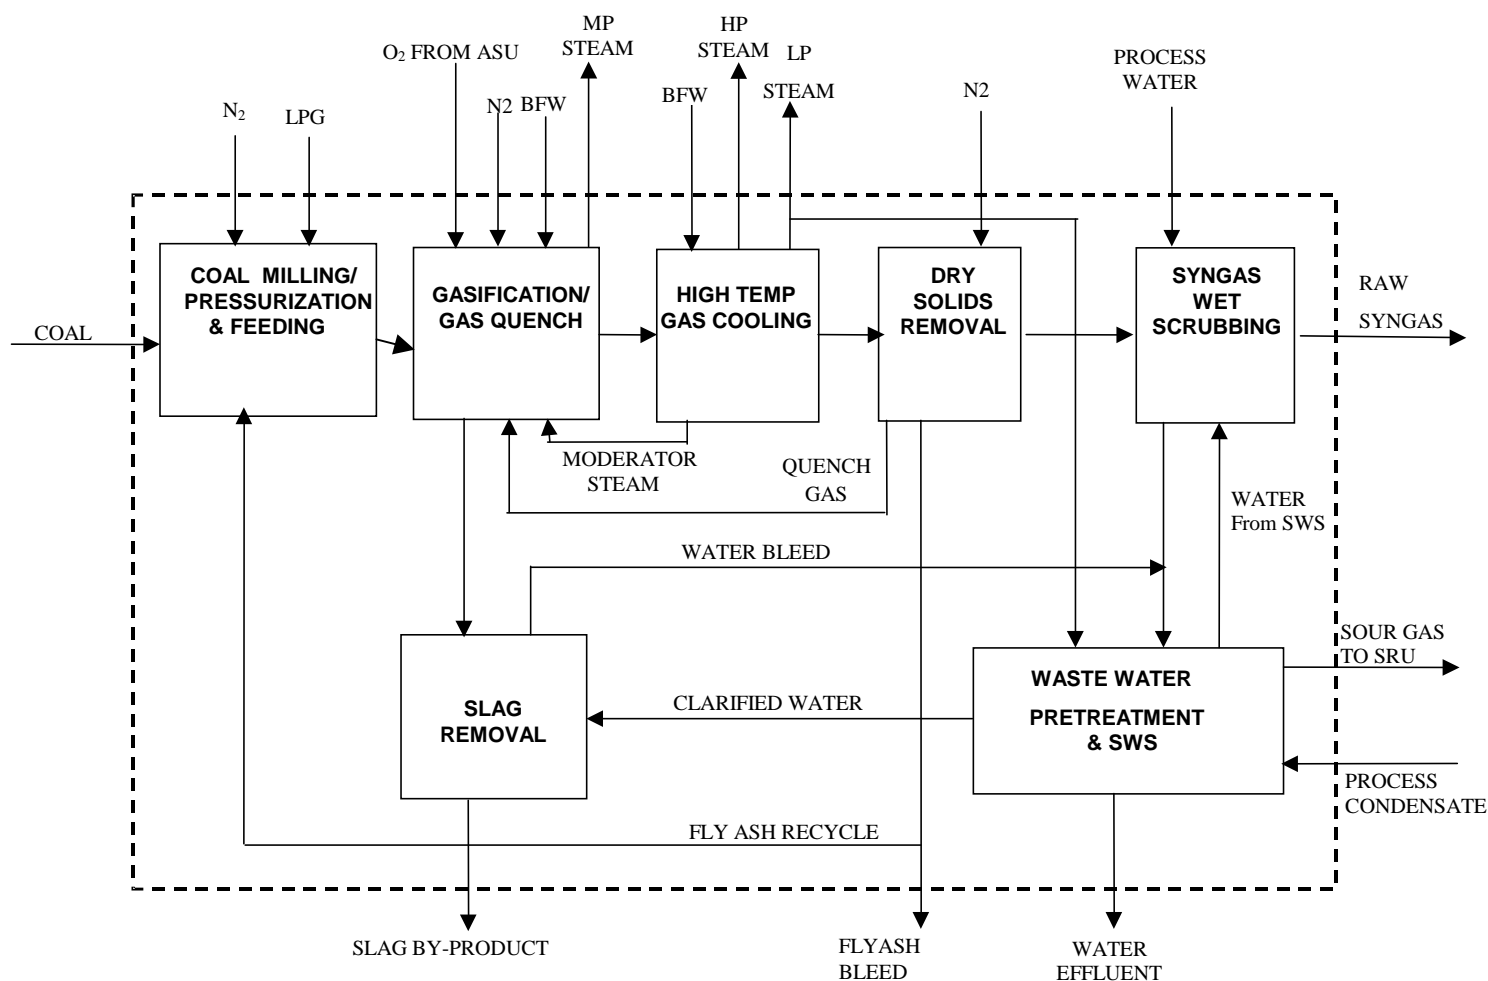 MP
STEAM
HP
STEAM
LP
STEAM
O₂ FROM ASU
PROCESS
WATER
N₂
LPG
N2
BFW
BFW
N2
COAL MILLING/
PRESSURIZATION
& FEEDING
GASIFICATION/
GAS QUENCH
HIGH TEMP
GAS COOLING
DRY
SOLIDS
REMOVAL
SYNGAS
WET
SCRUBBING
RAW
SYNGAS
COAL
MODERATOR
STEAM
QUENCH
GAS
WATER
From SWS
WATER BLEED
SOUR GAS
TO SRU
SLAG
REMOVAL
CLARIFIED WATER
WASTE WATER
PRETREATMENT
& SWS
PROCESS
CONDENSATE
FLY ASH RECYCLE
SLAG BY-PRODUCT
FLYASH
BLEED
WATER
EFFLUENT